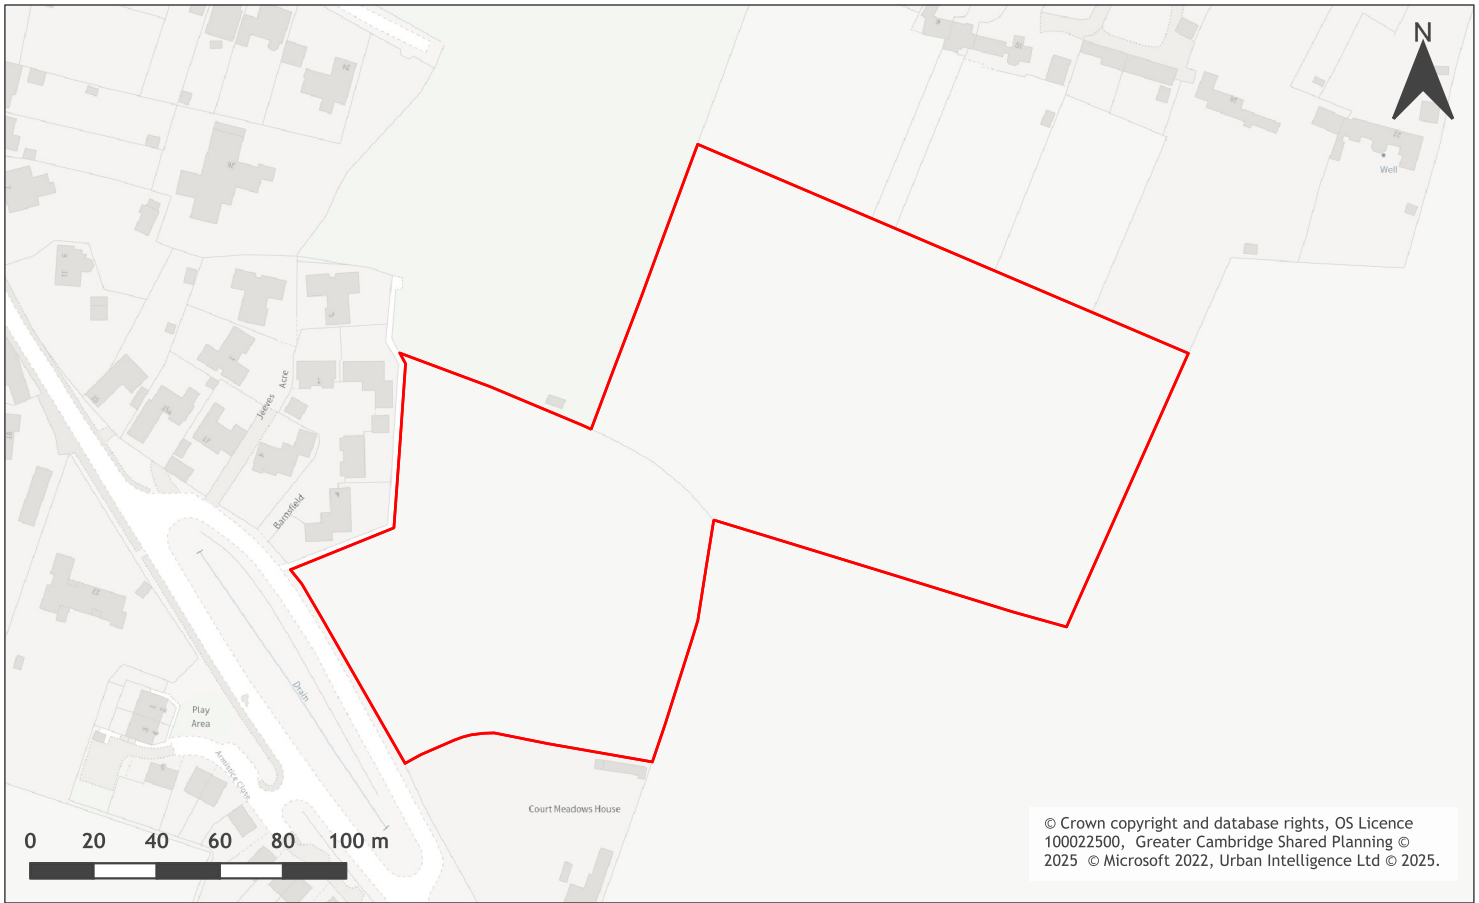 N
Well
Jeeves Acre
Barnsfield
Drain
Play
Area
Armistice Close
Court Meadows House
0 20 40 60 80 100 m
© Crown copyright and database rights, OS Licence
100022500, Greater Cambridge Shared Planning ©
2025 © Microsoft 2022, Urban Intelligence Ltd © 2025.